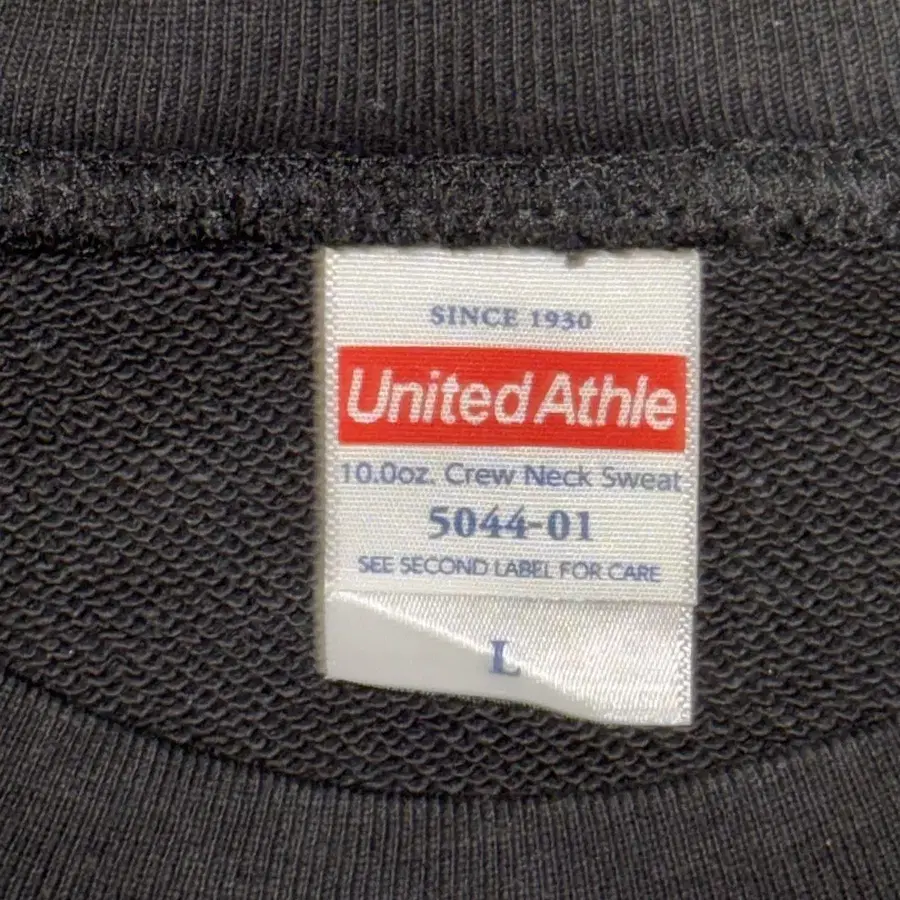 SINCE 1930
United Athle
10.0oz. Crew Neck Sweat
5044-01
SEE SECOND LABEL FOR CARE
L